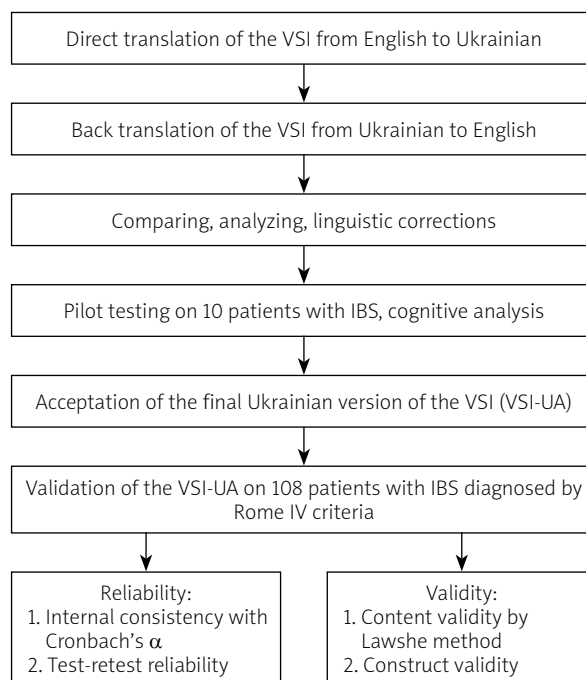 Direct translation of the VSI from English to Ukrainian
Back translation of the VSI from Ukrainian to English
Comparing, analyzing, linguistic corrections
Pilot testing on 10 patients with IBS, cognitive analysis
Acceptation of the final Ukrainian version of the VSI (VSI-UA)
Validation of the VSI-UA on 108 patients with IBS diagnosed by
Rome IV criteria
Reliability:
1. Internal consistency with
Cronbach’s α
2. Test-retest reliability
Validity:
1. Content validity by
Lawshe method
2. Construct validity